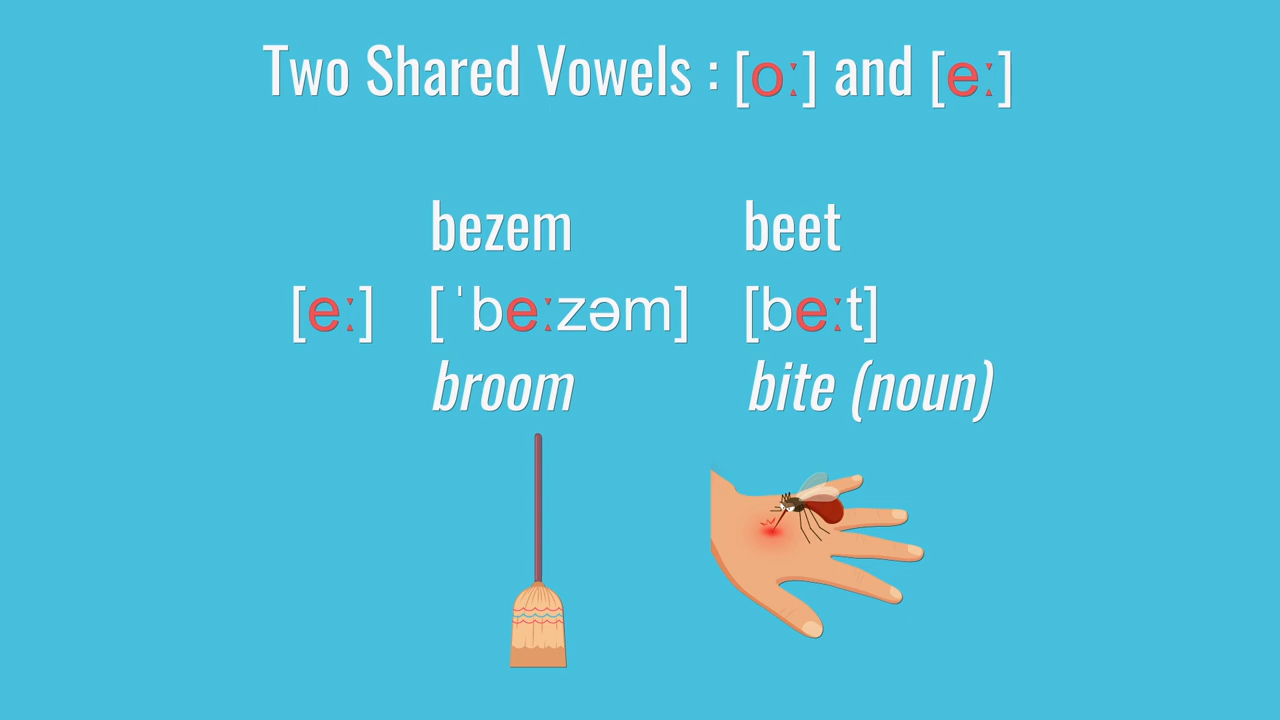 Two Shared Vowels : [oː] and [eː]
bezem beet
[eː] [ˈbeːzəm] [beːt]
broom bite (noun)